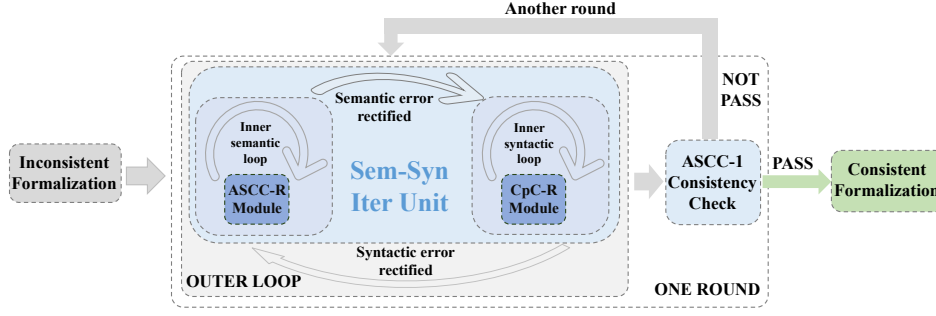 Another round
NOT
PASS
Semantic error
rectified
Inner
semantic
loop
Inner
syntactic
loop
Inconsistent
Formalization
ASCC-R
Module
Sem-Syn
Iter Unit
CpC-R
Module
ASCC-1
Consistency
Check
PASS
Consistent
Formalization
Syntactic error
rectified
OUTER LOOP
ONE ROUND